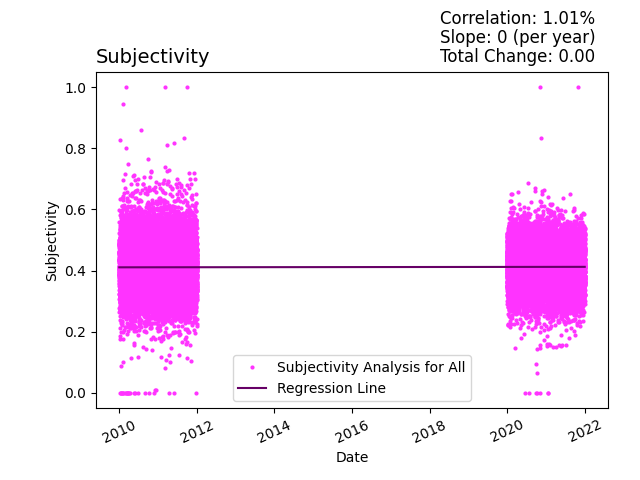 Correlation: 1.01%
Slope: 0 (per year)
Total Change: 0.00
Subjectivity
1.0
0.8
0.6
0.4
0.2
0.0
Subjectivity
Subjectivity Analysis for All
Regression Line
2010
2012
2014
2016
2018
2020
2022
Date